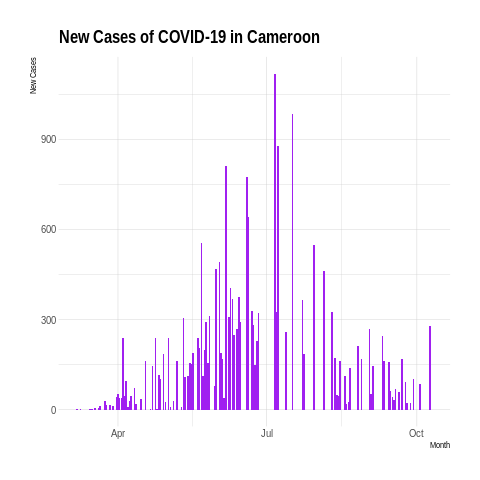 New Cases of COVID-19 in Cameroon
New Cases
900
600
300
0
Apr
Jul
Oct
Month